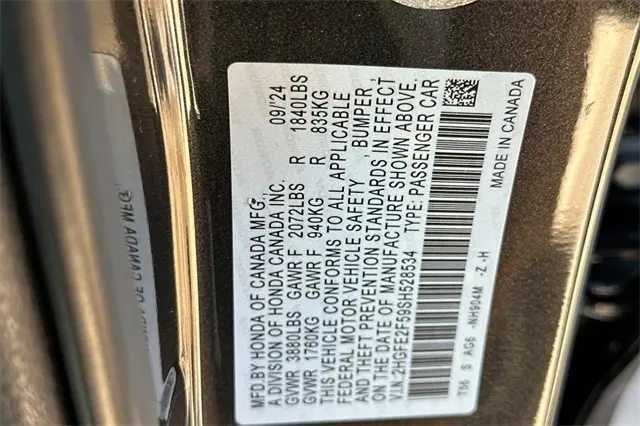 MFD.BY HONDA OF CANADA MFG. 09/'24
A DIVISION OF HONDA CANADA INC.
GVWR 3880LBS GAWR F 2072LBS R 1840LBS
GVWR 1760KG GAWR F 940KG R 835KG
THIS VEHICLE CONFORMS TO ALL APPLICABLE
FEDERAL MOTOR VEHICLE SAFETY ,BUMPER,
AND THEFT PREVENTION STANDARDS IN EFFECT
ON THE DATE OF MANUFACTURE SHOWN ABOVE.
V.I.N.:2HGFE2F59SH528534 TYPE: PASSENGER CAR
T56 S AG6 -NH904M -Z -H MADE IN CANADA